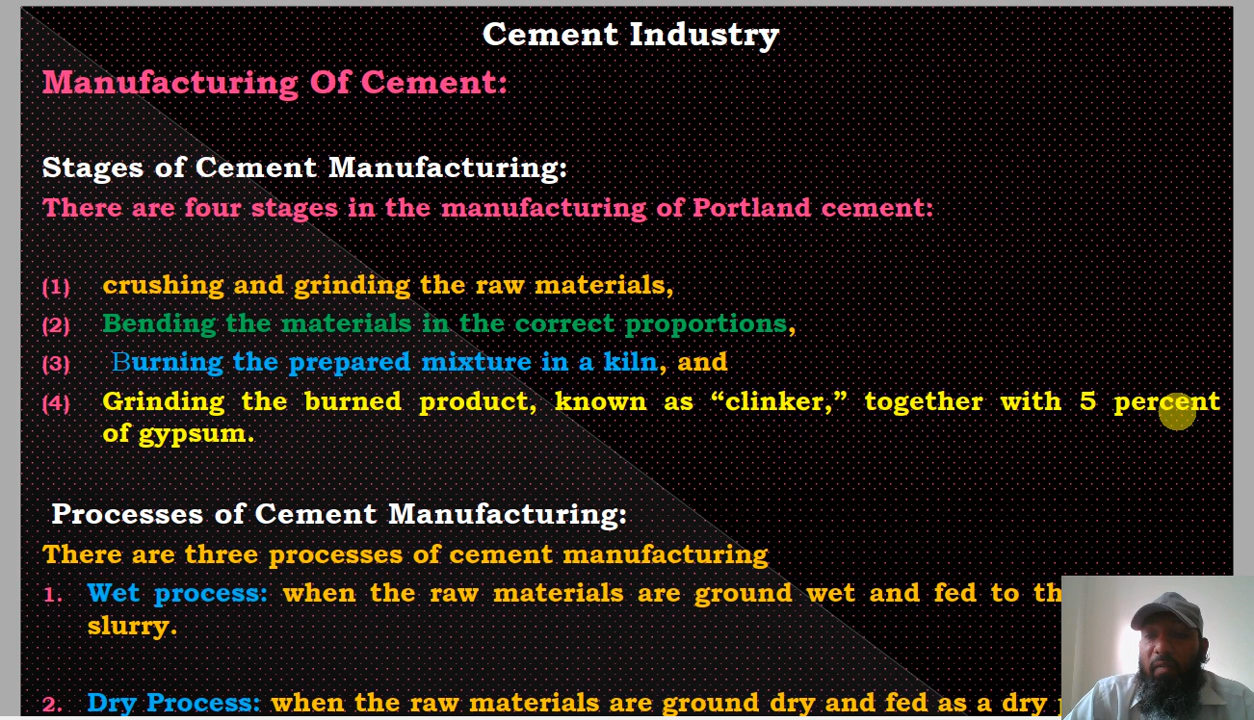 Cement Industry
Manufacturing Of Cement:
Stages of Cement Manufacturing:
There are four stages in the manufacturing of Portland cement:
(1) crushing and grinding the raw materials,
(2) Bending the materials in the correct proportions,
(3) Burning the prepared mixture in a kiln, and
(4) Grinding the burned product, known as “clinker,” together with 5 percent
of gypsum.
Processes of Cement Manufacturing:
There are three processes of cement manufacturing
1. Wet process: when the raw materials are ground wet and fed to
slurry.
2. Dry Process: when the raw materials are ground dry and fed as a dry